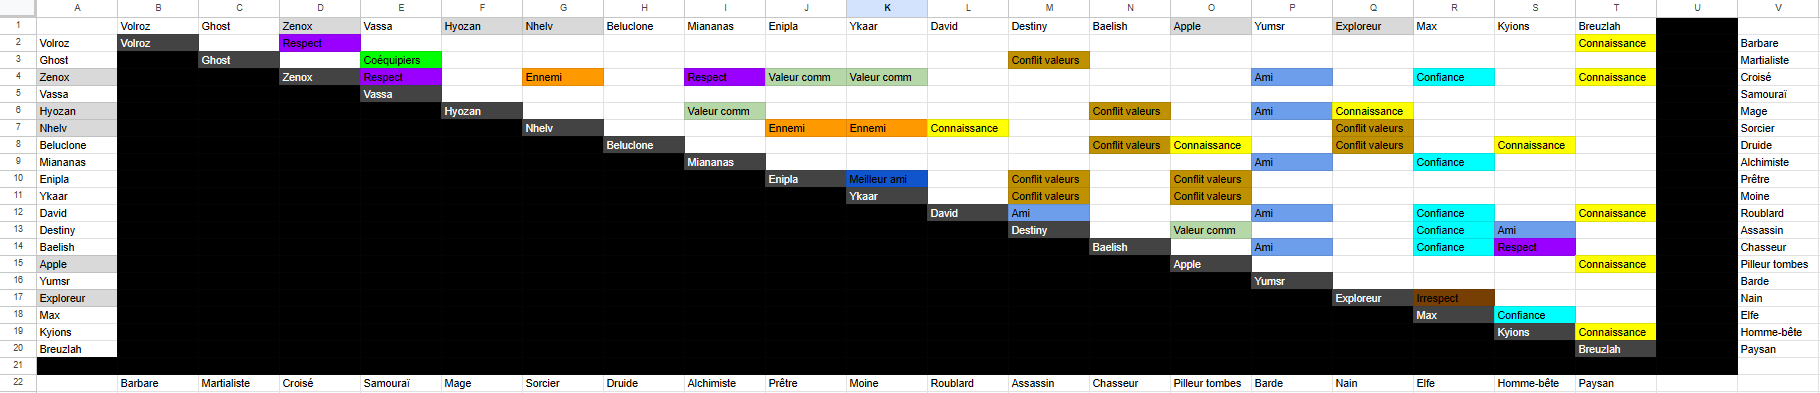 A B C D E F G H I J K L M N O P Q R S T U V
1 Volroz Ghost Zenox Vassa Hyozan Nhelv Beluclone Miananas Enipla Ykaar David Destiny Baelish Apple Yumsr Exploreur Max Kyions Breuzlah
2 Volroz Volroz Respect Connaissance Barbare
3 Ghost Ghost Coéquipiers Conflit valeurs Martialiste
4 Zenox Zenox Respect Ennemi Respect Valeur comm Valeur comm Ami Confiance Connaissance Croisé
5 Vassa Vassa Samouraï
6 Hyozan Hyozan Valeur comm Conflit valeurs Ami Connaissance Mage
7 Nhelv Nhelv Ennemi Ennemi Connaissance Conflit valeurs Sorcier
8 Beluclone Beluclone Conflit valeurs Connaissance Conflit valeurs Connaissance Druide
9 Miananas Miananas Ami Confiance Alchimiste
10 Enipla Enipla Meilleur ami Conflit valeurs Conflit valeurs Prêtre
11 Ykaar Ykaar Conflit valeurs Conflit valeurs Moine
12 David David Ami Ami Confiance Connaissance Roublard
13 Destiny Destiny Valeur comm Confiance Ami Assassin
14 Baelish Baelish Ami Confiance Respect Chasseur
15 Apple Apple Connaissance Pilleur tombes
16 Yumsr Yumsr Barde
17 Exploreur Exploreur Irrespect Nain
18 Max Max Confiance Elfe
19 Kyions Kyions Connaissance Homme-bête
20 Breuzlah Breuzlah Paysan
21
22 Barbare Martialiste Croisé Samouraï Mage Sorcier Druide Alchimiste Prêtre Moine Roublard Assassin Chasseur Pilleur tombes Barde Nain Elfe Homme-bête Paysan